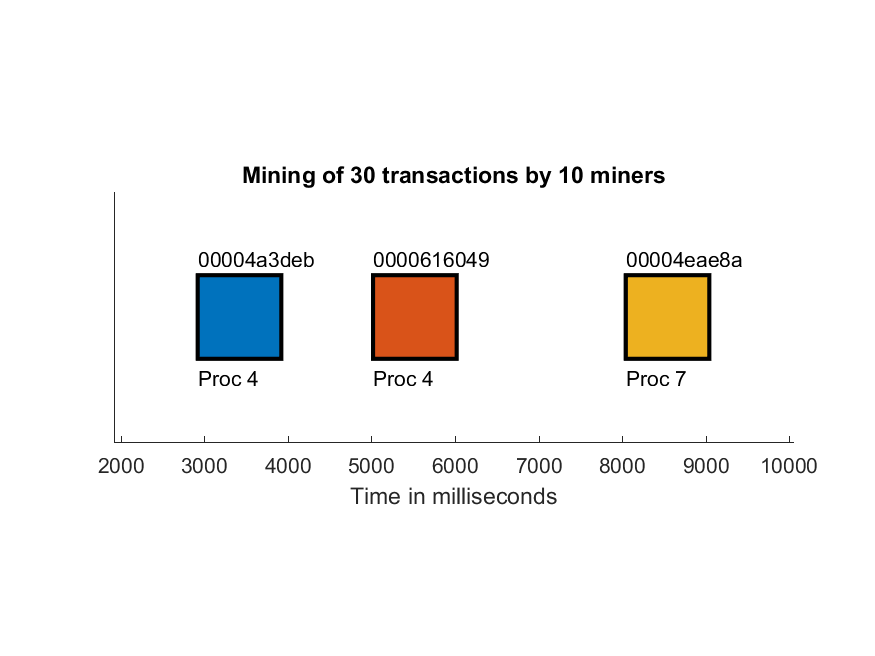 Mining of 30 transactions by 10 miners
00004a3deb 0000616049 00004eae8a
Proc 4 Proc 4 Proc 7
2000 3000 4000 5000 6000 7000 8000 9000 10000
Time in milliseconds